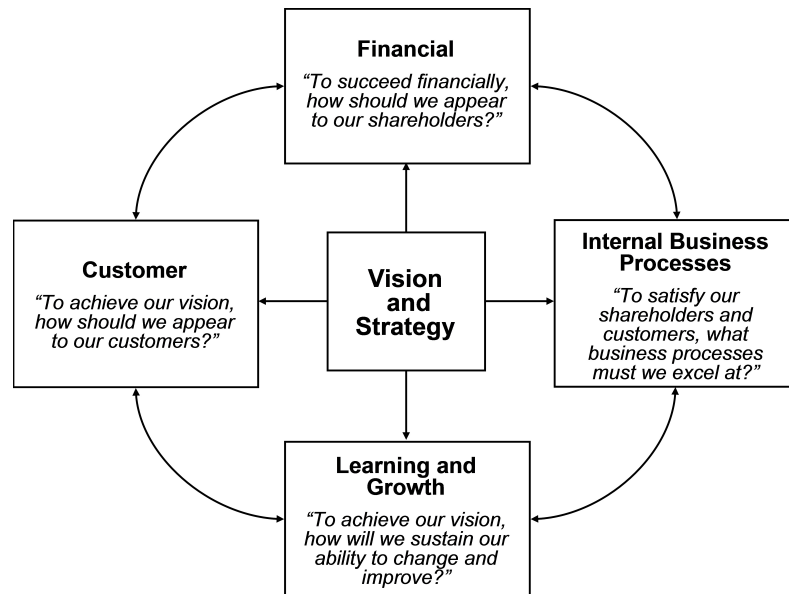 Financial
“To succeed financially,
how should we appear
to our shareholders?”
Customer
“To achieve our vision,
how should we appear
to our customers?”
Vision
and
Strategy
Internal Business
Processes
“To satisfy our
shareholders and
customers, what
business processes
must we excel at?”
Learning and
Growth
“To achieve our vision,
how will we sustain our
ability to change and
improve?”